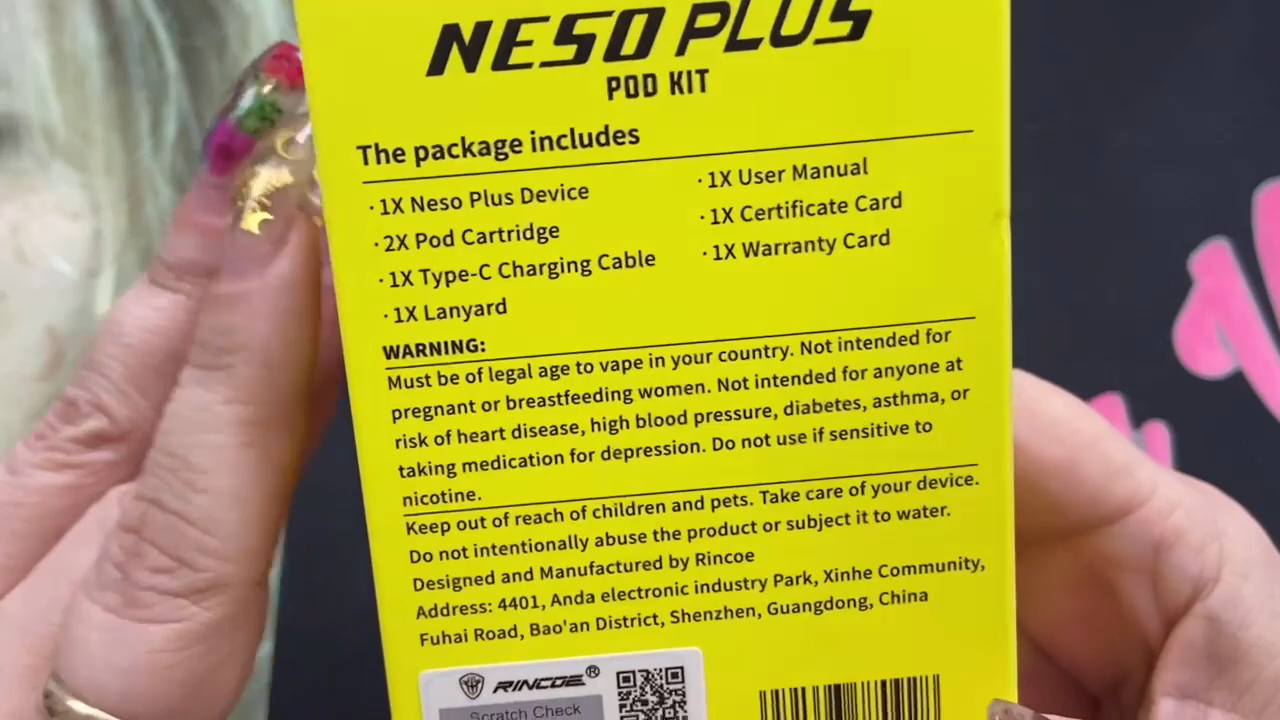 NESO PLUS
POD KIT
The package includes
· 1X Neso Plus Device
· 2X Pod Cartridge
· 1X Type-C Charging Cable
· 1X Lanyard
· 1X User Manual
· 1X Certificate Card
· 1X Warranty Card
WARNING:
Must be of legal age to vape in your country. Not intended for
pregnant or breastfeeding women. Not intended for anyone at
risk of heart disease, high blood pressure, diabetes, asthma, or
taking medication for depression. Do not use if sensitive to
nicotine.
Keep out of reach of children and pets. Take care of your device.
Do not intentionally abuse the product or subject it to water.
Designed and Manufactured by Rincoe
Address: 4401, Anda electronic industry Park, Xinhe Community,
Fuhai Road, Bao'an District, Shenzhen, Guangdong, China
RINCOE®
Scratch Check